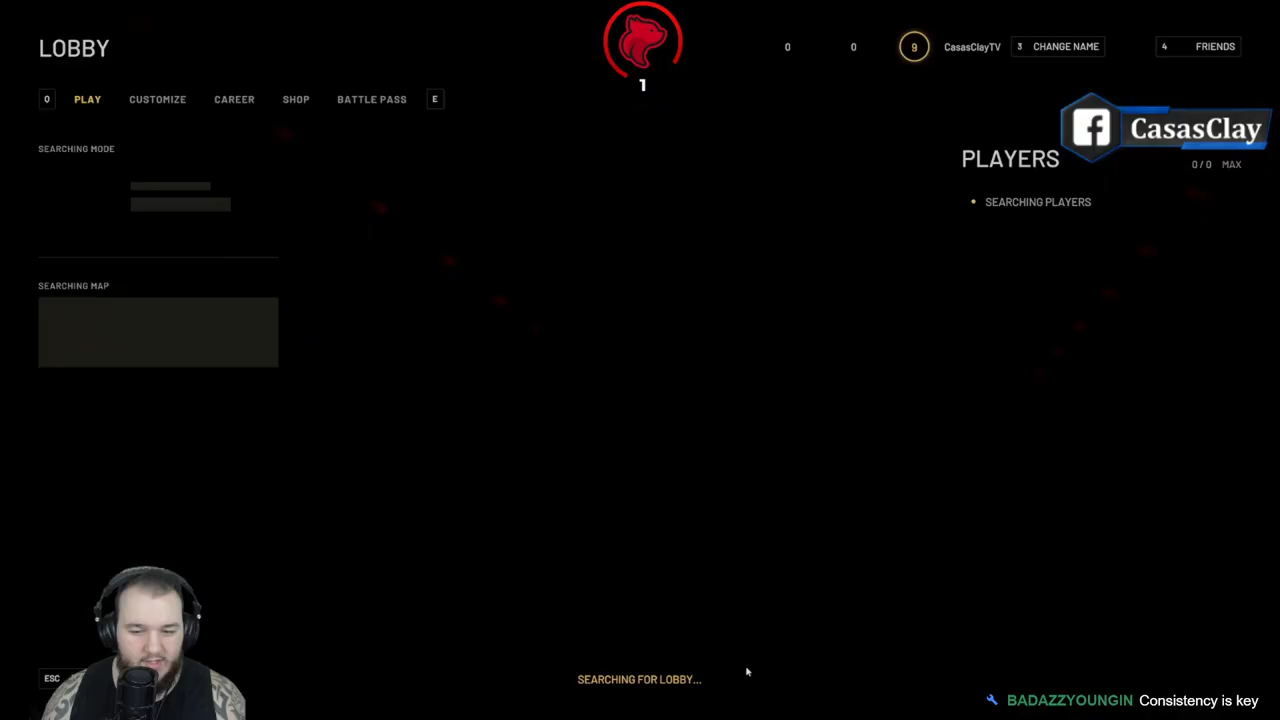 LOBBY
1
0
0
9
CasasClayTV
3 CHANGE NAME
4 FRIENDS
Q PLAY CUSTOMIZE CAREER SHOP BATTLE PASS E
f CasasClay
SEARCHING MODE
PLAYERS
0 / 0 MAX
SEARCHING PLAYERS
SEARCHING MAP
ESC
SEARCHING FOR LOBBY...
BADAZZYOUNGIN Consistency is key